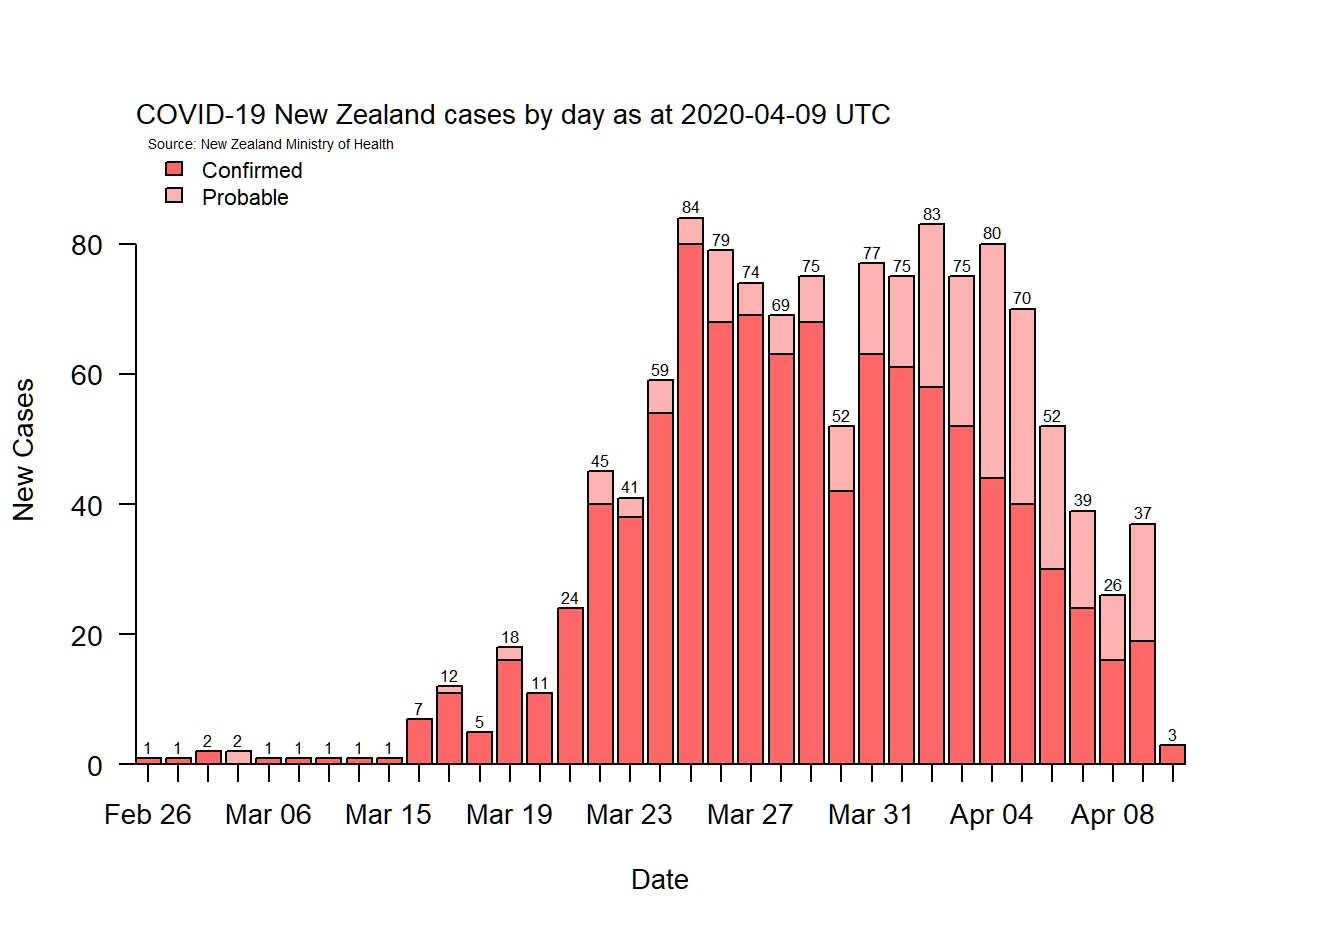 COVID-19 New Zealand cases by day as at 2020-04-09 UTC
Source: New Zealand Ministry of Health
Confirmed
Probable
New Cases
80
60
40
20
0
1 1 2 2 1 1 1 1 1 7 12 5 18 11 24 45 41 59 84 79 74 69 75 52 77 75 83 75 80 70 52 39 26 37 3
Feb 26 Mar 06 Mar 15 Mar 19 Mar 23 Mar 27 Mar 31 Apr 04 Apr 08
Date